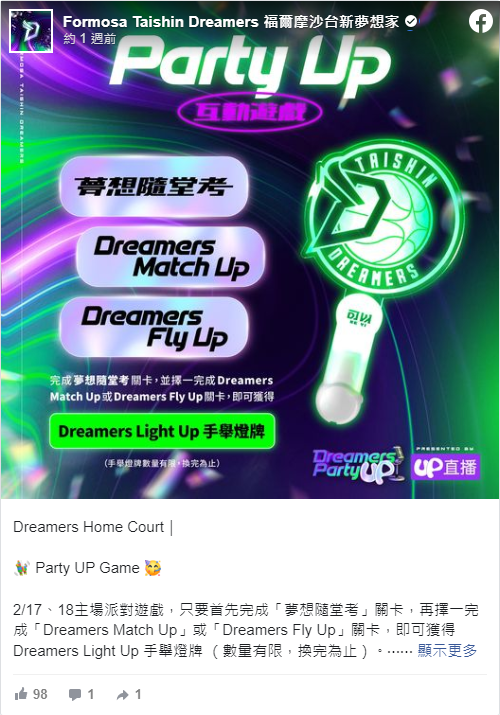 Formosa Taishin Dreamers 福爾摩沙台新夢想家
約 1 週前
FORMOSA TAISHIN DREAMERS
Party Up
互動遊戲
夢想隨堂考
Dreamers
Match Up
Dreamers
Fly Up
TAISHIN
DREAMERS
完成夢想隨堂考關卡，並擇一完成Dreamers
Match Up或Dreamers Fly Up關卡，即可獲得
Dreamers Light Up 手舉燈牌
(手舉燈牌數量有限，換完為止)
Dreamers
Party UP
PRESENTED BY
UP直播
Dreamers Home Court｜
Party UP Game
2/17、18主場派對遊戲，只要首先完成「夢想隨堂考」關卡，再擇一完
成「Dreamers Match Up」或「Dreamers Fly Up」關卡，即可獲得
Dreamers Light Up 手舉燈牌 （數量有限，換完為止）。⋯⋯ 顯示更多
98 1 1